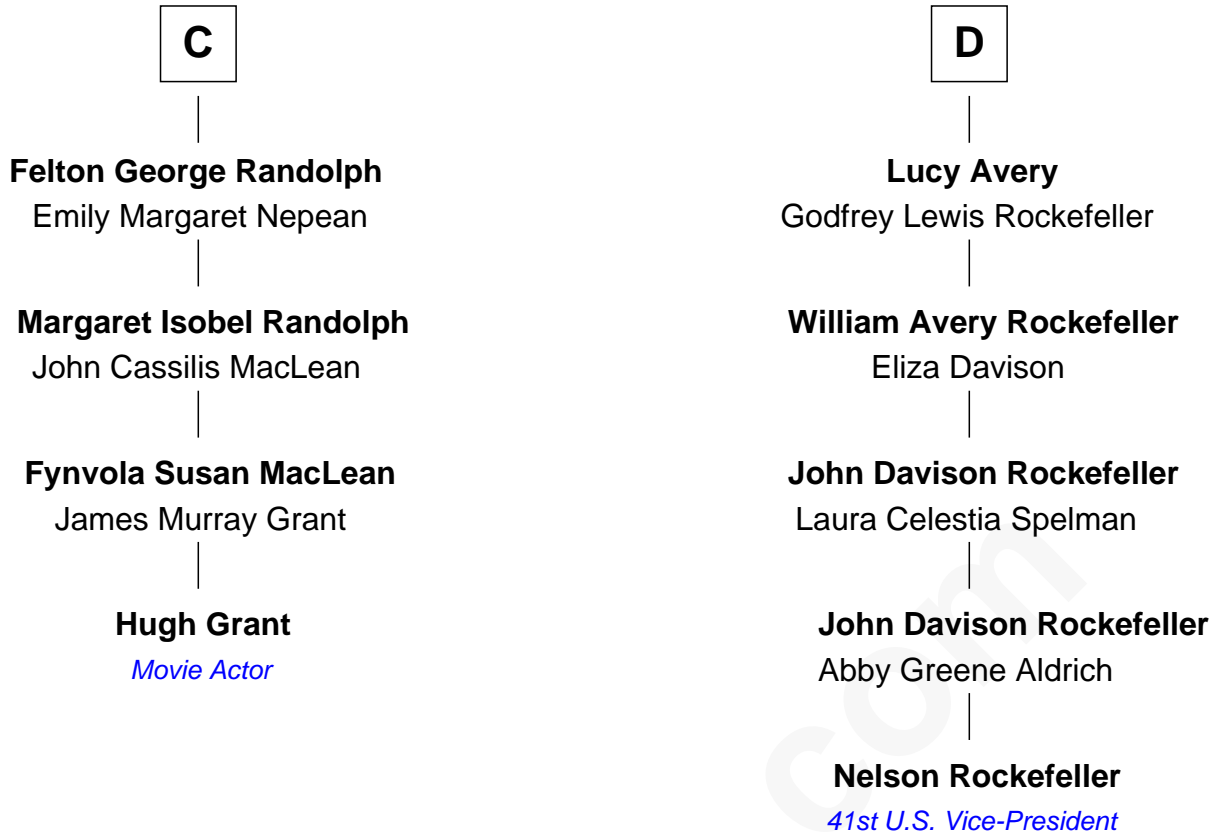 C
Felton George Randolph
Emily Margaret Nepean
Margaret Isobel Randolph
John Cassilis MacLean
Fynvola Susan MacLean
James Murray Grant
Hugh Grant
Movie Actor
D
Lucy Avery
Godfrey Lewis Rockefeller
William Avery Rockefeller
Eliza Davison
John Davison Rockefeller
Laura Celestia Spelman
John Davison Rockefeller
Abby Greene Aldrich
Nelson Rockefeller
41st U.S. Vice-President
com